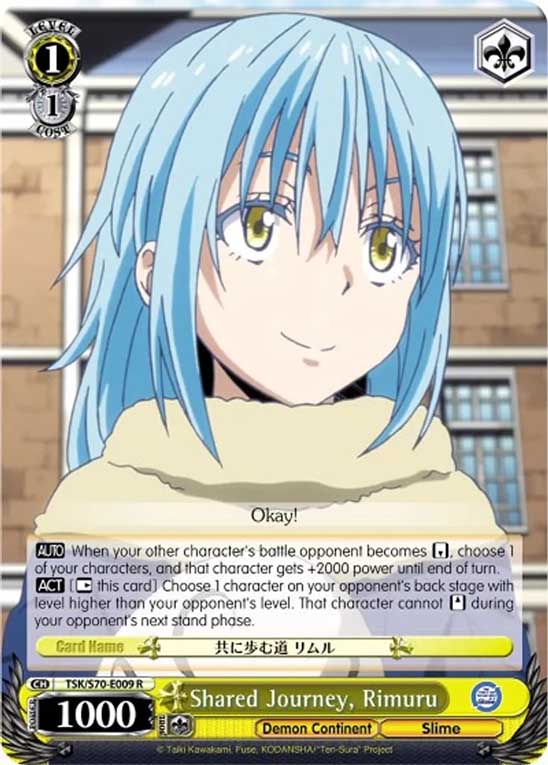 LEVEL
1
1
COST
Okay!
AUTO When your other character's battle opponent becomes [▼], choose 1
of your characters, and that character gets +2000 power until end of turn.
ACT [▶ this card] Choose 1 character on your opponent's back stage with
level higher than your opponent's level. That character cannot [▲] during
your opponent's next stand phase.
Card Name 共に歩む道 リムル
CH TSK/S70-E009 R
Shared Journey, Rimuru
POWER 1000 SOUL
Demon Continent Slime
© Taiki Kawakami, Fuse, KODANSHA/"Ten-Sura" Project